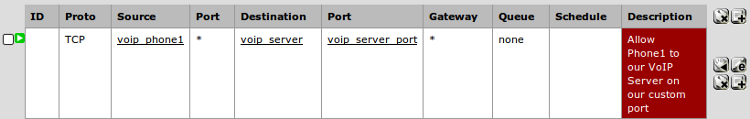 ID Proto Source Port Destination Port Gateway Queue Schedule Description
TCP voip_phone1 * voip_server voip_server_port * none Allow
Phone1 to
our VoIP
Server on
our custom
port